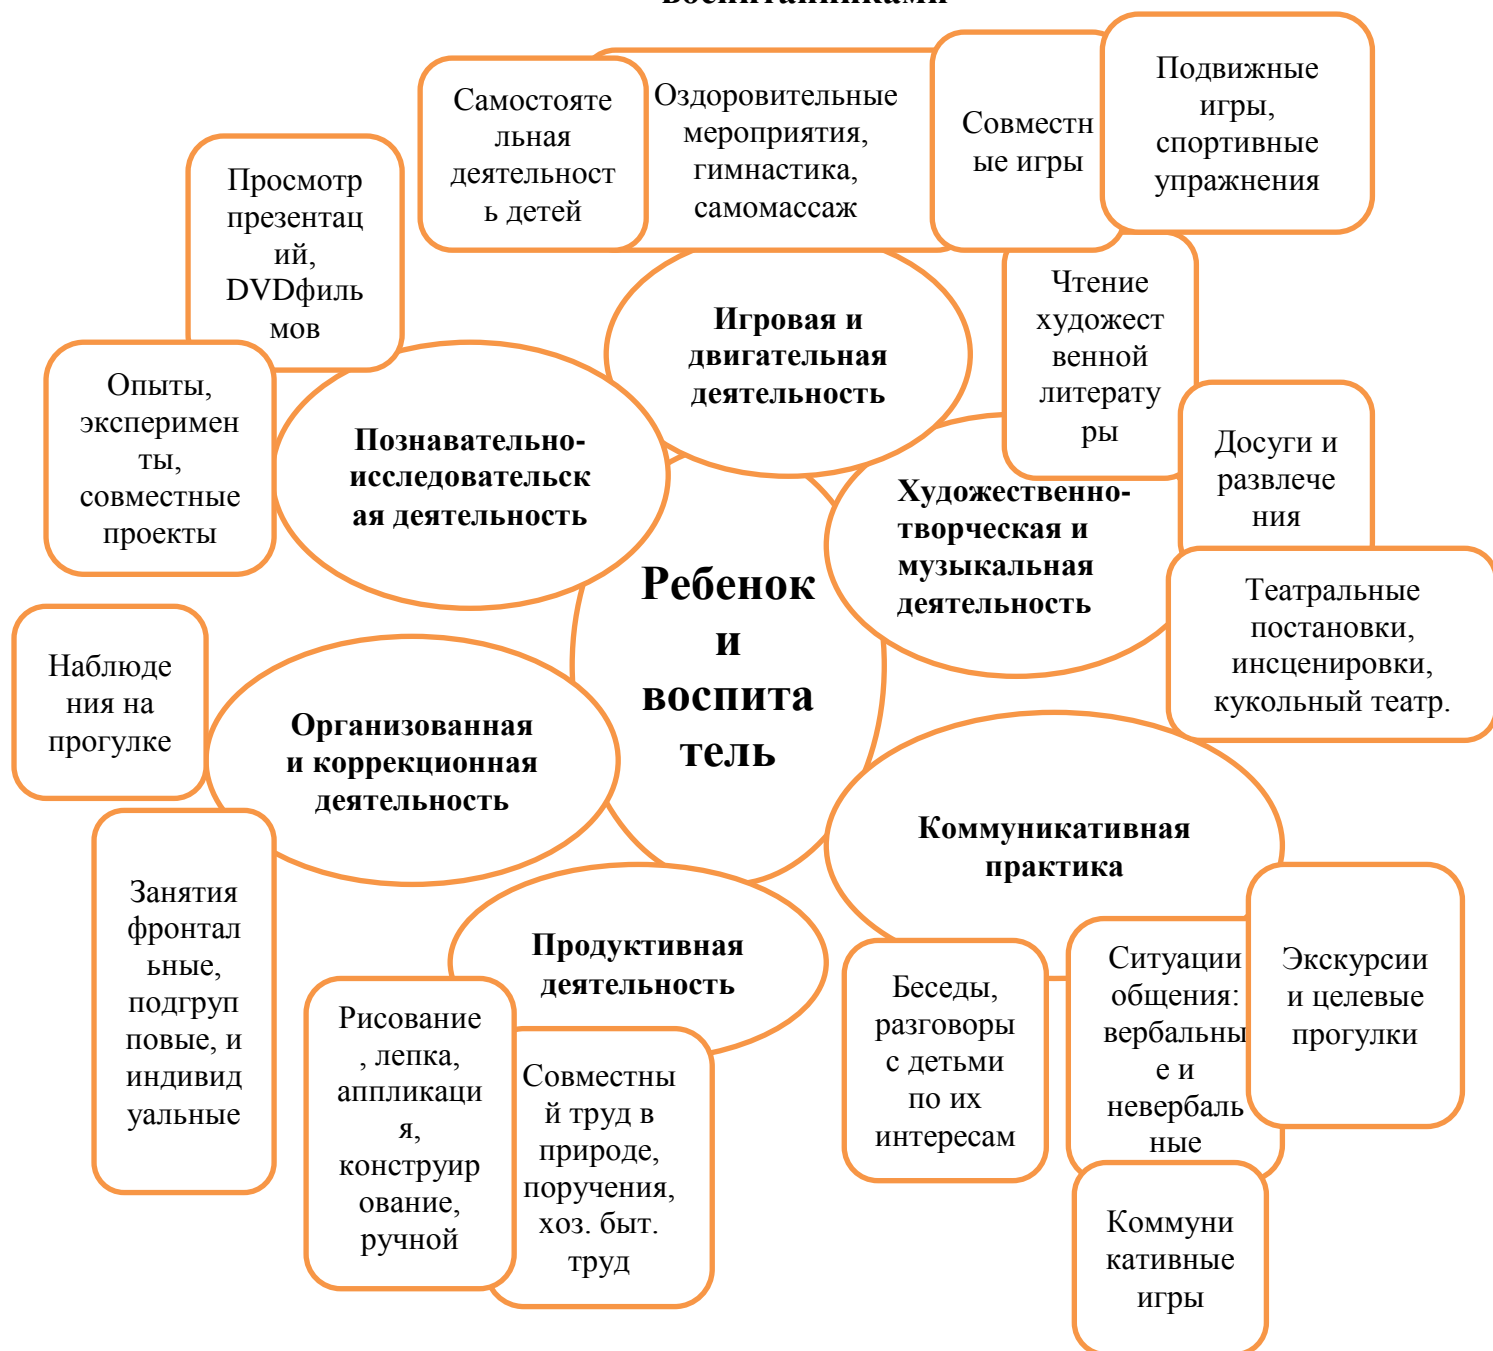 воспитанниками
Самостояте
льная
деятельност
ь детей
Оздоровительные
мероприятия,
гимнастика,
самомассаж
Совместн
ые игры
Подвижные
игры,
спортивные
упражнения
Просмотр
презентац
ий,
DVDфиль
мов
Игровая и
двигательная
деятельность
Чтение
художест
венной
литерату
ры
Опыты,
эксперимен
ты,
совместные
проекты
Познавательно-
исследовательск
ая деятельность
Художественно-
творческая и
музыкальная
деятельность
Досуги и
развлече
ния
Театральные
постановки,
инсценировки,
кукольный театр.
Ребенок
и
воспита
тель
Наблюде
ния на
прогулке
Организованная
и коррекционная
деятельность
Коммуникативная
практика
Занятия
фронтал
ьные,
подгруп
повые, и
индивид
уальные
Продуктивная
деятельность
Рисование
, лепка,
аппликаци
я,
конструир
ование,
ручной
Совместны
й труд в
природе,
поручения,
хоз. быт.
труд
Беседы,
разговоры
с детьми
по их
интересам
Ситуации
общения:
вербальны
е и
невербаль
ные
Экскурсии
и целевые
прогулки
Коммуни
кативные
игры